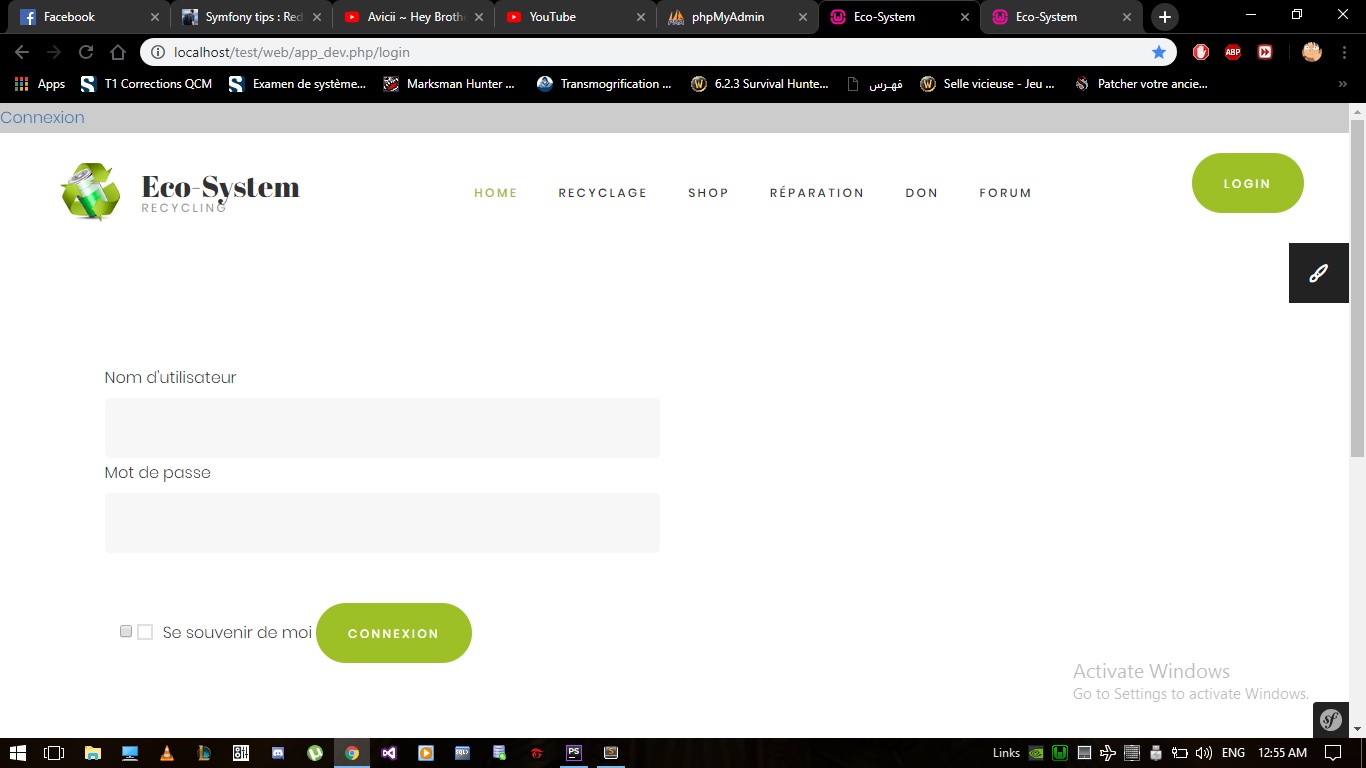 Facebook
Symfony tips : Red
Avicii ~ Hey Broth
YouTube
phpMyAdmin
Eco-System
Eco-System
localhost/test/web/app_dev.php/login
ABP
Apps
T1 Corrections QCM
Examen de système...
Marksman Hunter ...
Transmogrification ...
6.2.3 Survival Hunte...
فهرس
Selle vicieuse - Jeu ...
Patcher votre ancie...
Connexion
Eco-System
RECYCLING
HOME
RECYCLAGE
SHOP
RÉPARATION
DON
FORUM
LOGIN
Nom d'utilisateur
Mot de passe
Se souvenir de moi
CONNEXION
Activate Windows
Go to Settings to activate Windows.
sf
PS
Links
ENG
12:55 AM